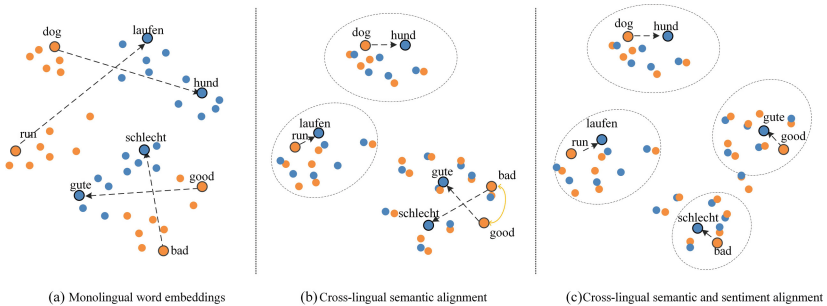 dog
laufen
hund
run
schlecht
gute
good
bad
(a) Monolingual word embeddings
dog
hund
laufen
run
gute
bad
schlecht
good
(b) Cross-lingual semantic alignment
dog
hund
laufen
run
gute
good
schlecht
bad
(c) Cross-lingual semantic and sentiment alignment